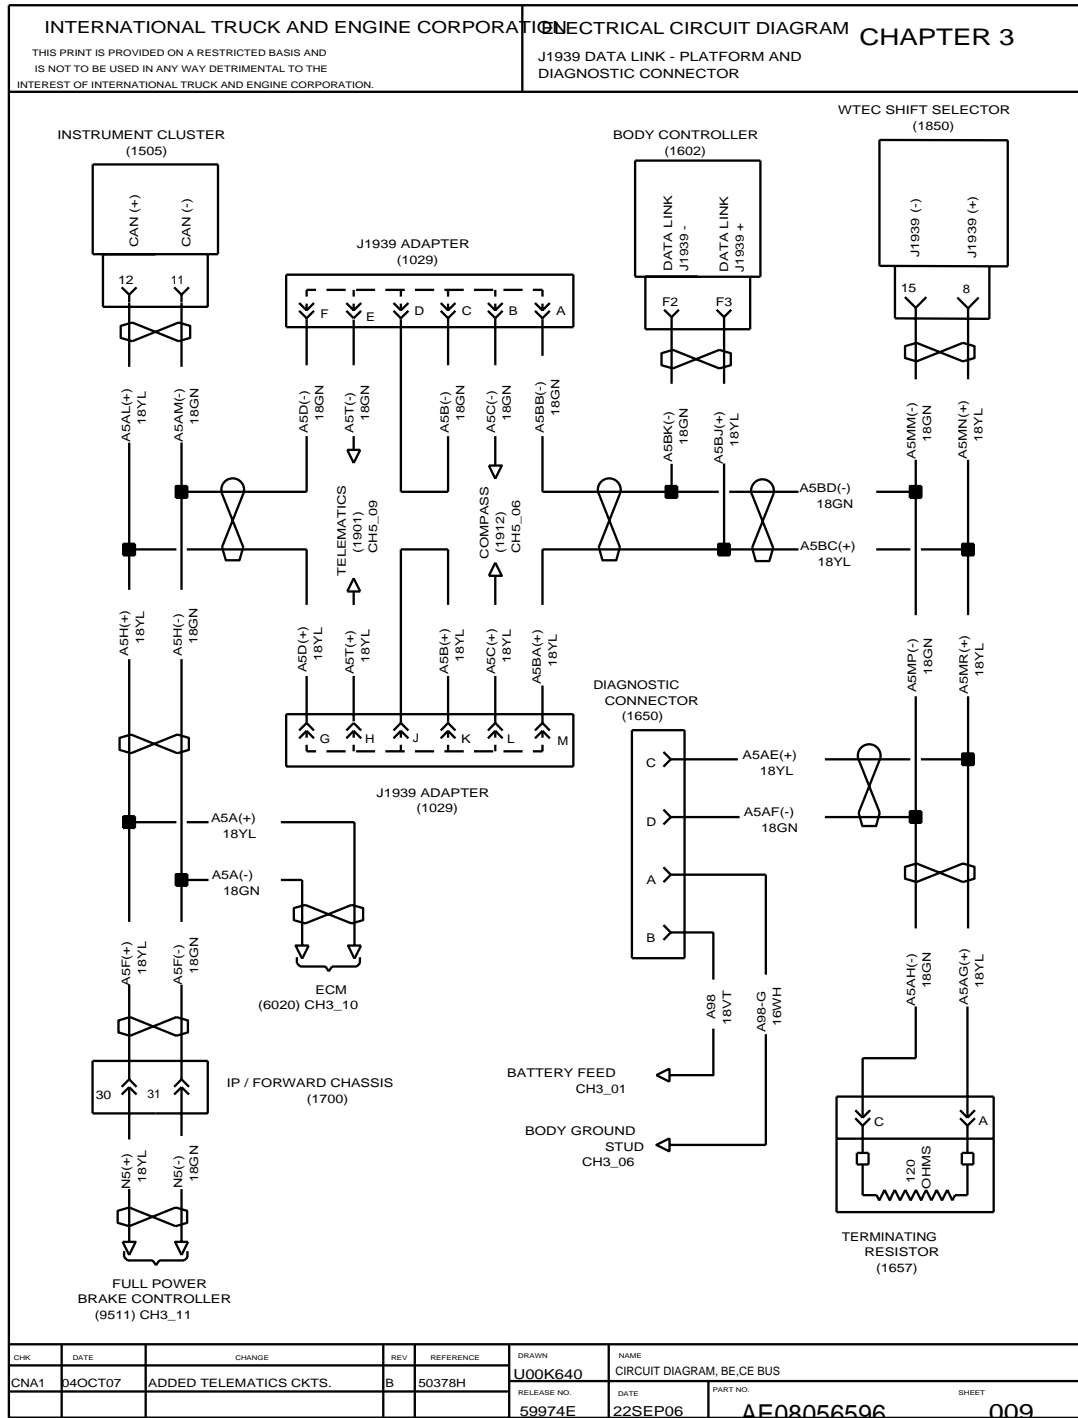 INTERNATIONAL TRUCK AND ENGINE CORPORATION
THIS PRINT IS PROVIDED ON A RESTRICTED BASIS AND
IS NOT TO BE USED IN ANY WAY DETRIMENTAL TO THE
INTEREST OF INTERNATIONAL TRUCK AND ENGINE CORPORATION.
ELECTRICAL CIRCUIT DIAGRAM
CHAPTER 3
J1939 DATA LINK - PLATFORM AND
DIAGNOSTIC CONNECTOR
INSTRUMENT CLUSTER
(1505)
CAN (+)
CAN (-)
12
11
J1939 ADAPTER
(1029)
F
E
D
C
B
A
BODY CONTROLLER
(1602)
DATA LINK
J1939 -
DATA LINK
J1939 +
F2
F3
WTEC SHIFT SELECTOR
(1850)
J1939 (-)
J1939 (+)
15
8
A5AL(+)
18YL
A5AM(-)
18GN
A5D(-)
18GN
A5T(-)
18GN
A5B(-)
18GN
A5C(-)
18GN
A5BB(-)
18GN
A5BK(-)
18GN
A5BJ(+)
18YL
A5MM(-)
18GN
A5MN(+)
18YL
A5BD(-)
18GN
A5BC(+)
18YL
TELEMATICS
(1901)
CH5_09
COMPASS
(1912)
CH5_06
A5H(+)
18YL
A5H(-)
18GN
A5D(+)
18YL
A5T(+)
18YL
A5B(+)
18YL
A5C(+)
18YL
A5BA(+)
18YL
A5MP(-)
18GN
A5MR(+)
18YL
G
H
J
K
L
M
J1939 ADAPTER
(1029)
DIAGNOSTIC
CONNECTOR
(1650)
C
D
A
B
A5AE(+)
18YL
A5AF(-)
18GN
A5A(+)
18YL
A5A(-)
18GN
A5F(+)
18YL
A5F(-)
18GN
ECM
(6020) CH3_10
A98
18VT
A98-G
16WH
A5AH(-)
18GN
A5AG(+)
18YL
30
31
IP / FORWARD CHASSIS
(1700)
BATTERY FEED
CH3_01
BODY GROUND
STUD
CH3_06
C
A
120
OHMS
TERMINATING
RESISTOR
(1657)
N5(+)
18YL
N5(-)
18GN
FULL POWER
BRAKE CONTROLLER
(9511) CH3_11
CHK DATE CHANGE REV REFERENCE
CNA1 04OCT07 ADDED TELEMATICS CKTS. B 50378H
DRAWN
U00K640
NAME
CIRCUIT DIAGRAM, BE,CE BUS
RELEASE NO.
59974E
DATE
22SEP06
PART NO.
AE08056596
SHEET
009